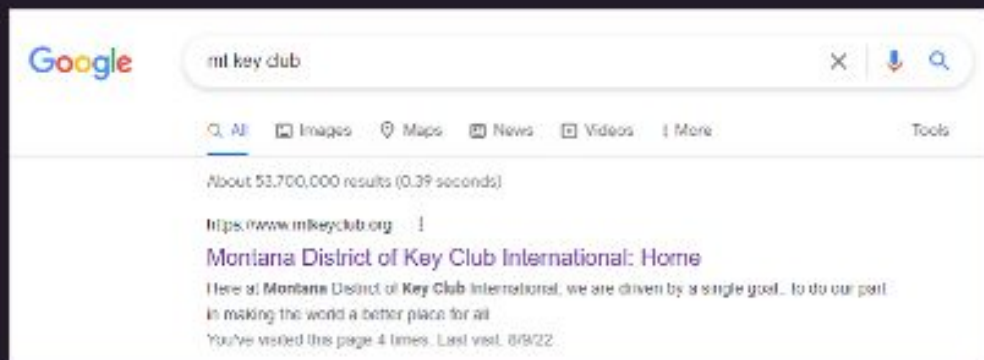 Google
mt key club
All Images Maps News Videos More Tools
About 53,700,000 results (0.39 seconds)
https://www.mtkeyclub.org
Montana District of Key Club International: Home
Here at Montana District of Key Club International, we are driven by a single goal.. to do our part
in making the world a better place for all
You've visited this page 4 times. Last visit: 8/9/22